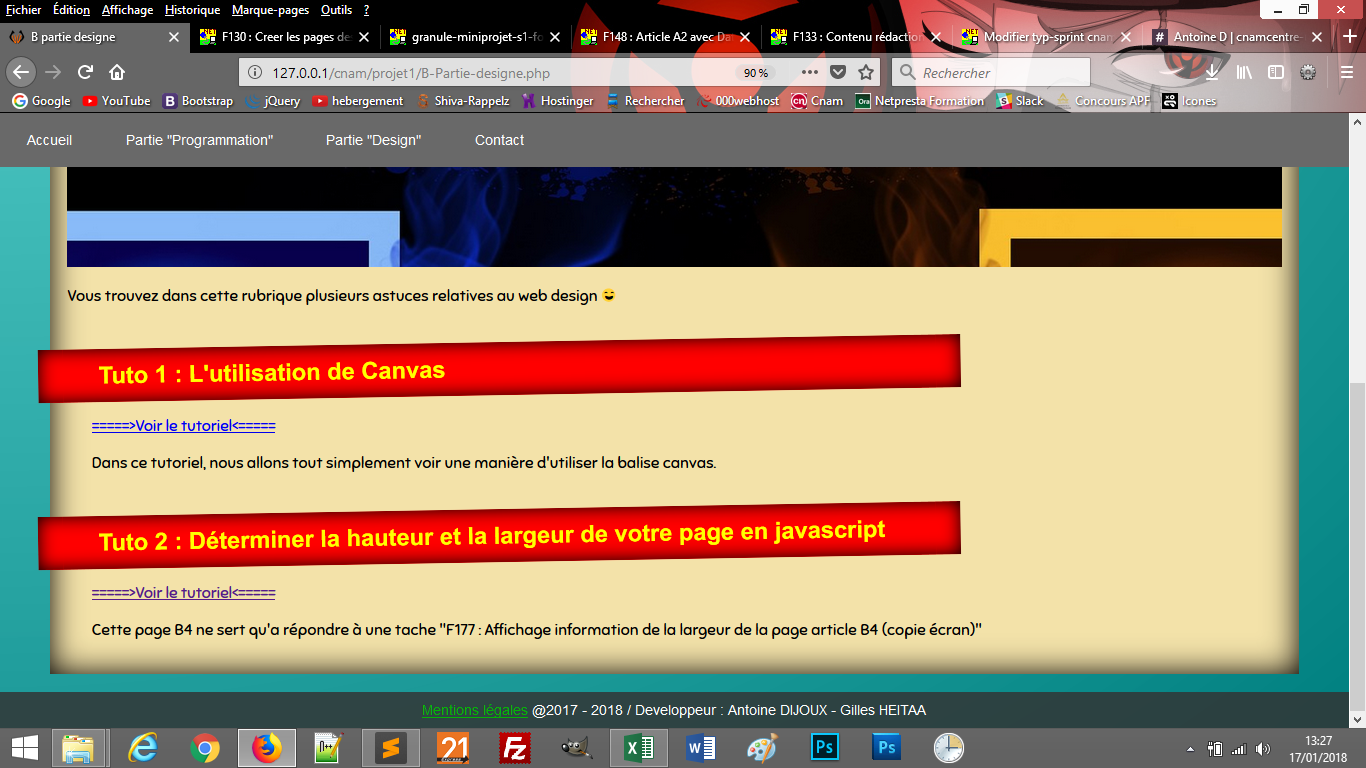 Fichier Édition Affichage Historique Marque-pages Outils ?
B partie designe F130 : Creer les pages de granule-miniprojet-s1-fo F148 : Article A2 avec Da F133 : Contenu rédaction Modifier typ-sprint cnam Antoine D | cnamcentre-
127.0.0.1/cnam/projet1/B-Partie-designe.php 90 % Rechercher
Google YouTube Bootstrap jQuery hebergement Shiva-Rappelz Hostinger Rechercher 000webhost Cnam Netpresta Formation Slack Concours APF Icones
Accueil Partie "Programmation" Partie "Design" Contact
Vous trouvez dans cette rubrique plusieurs astuces relatives au web design
Tuto 1 : L'utilisation de Canvas
=====>Voir le tutoriel<=====
Dans ce tutoriel, nous allons tout simplement voir une manière d'utiliser la balise canvas.
Tuto 2 : Déterminer la hauteur et la largeur de votre page en javascript
=====>Voir le tutoriel<=====
Cette page B4 ne sert qu'a répondre à une tache "F177 : Affichage information de la largeur de la page article B4 (copie écran)"
Mentions légales @2017 - 2018 / Developpeur : Antoine DIJOUX - Gilles HEITAA
13:27
17/01/2018